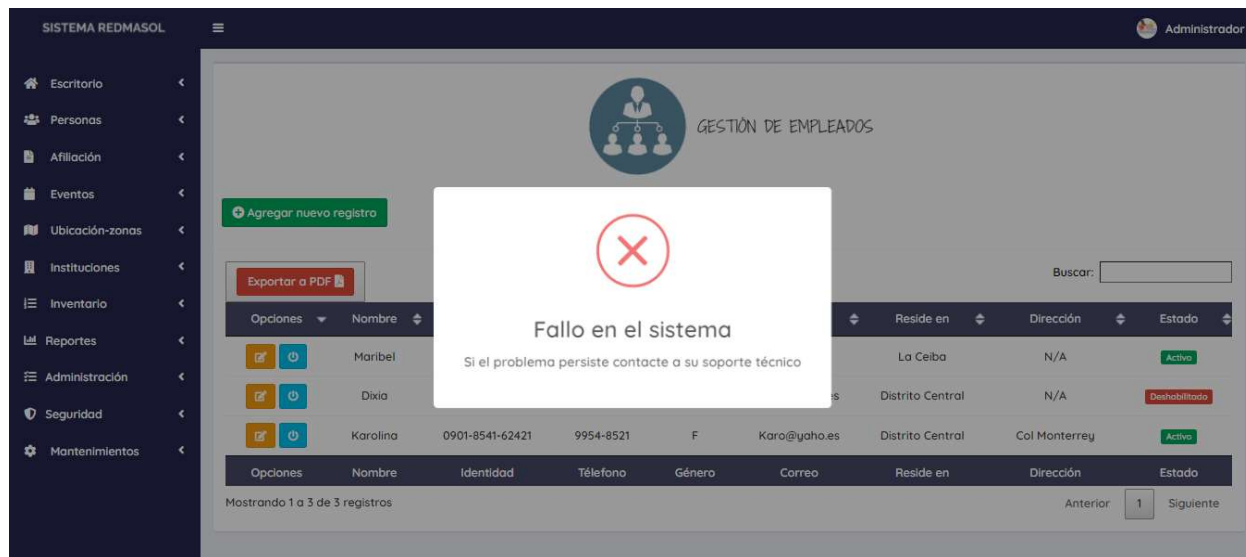 SISTEMA REDMASOL
Administrador
Escritorio
Personas
Afiliación
Eventos
Ubicación-zonas
Instituciones
Inventario
Reportes
Administración
Seguridad
Mantenimientos
GESTIÓN DE EMPLEADOS
Agregar nuevo registro
Exportar a PDF
Buscar:
Opciones Nombre Reside en Dirección Estado
Maribel La Ceiba N/A Activo
Dixia Distrito Central N/A Deshabilitado
Karolina 0901-8541-62421 9954-8521 F Karo@yaho.es Distrito Central Col Monterrey Activo
Opciones Nombre Identidad Télefono Género Correo Reside en Dirección Estado
Mostrando 1 a 3 de 3 registros
Anterior 1 Siguiente
Fallo en el sistema
Si el problema persiste contacte a su soporte técnico